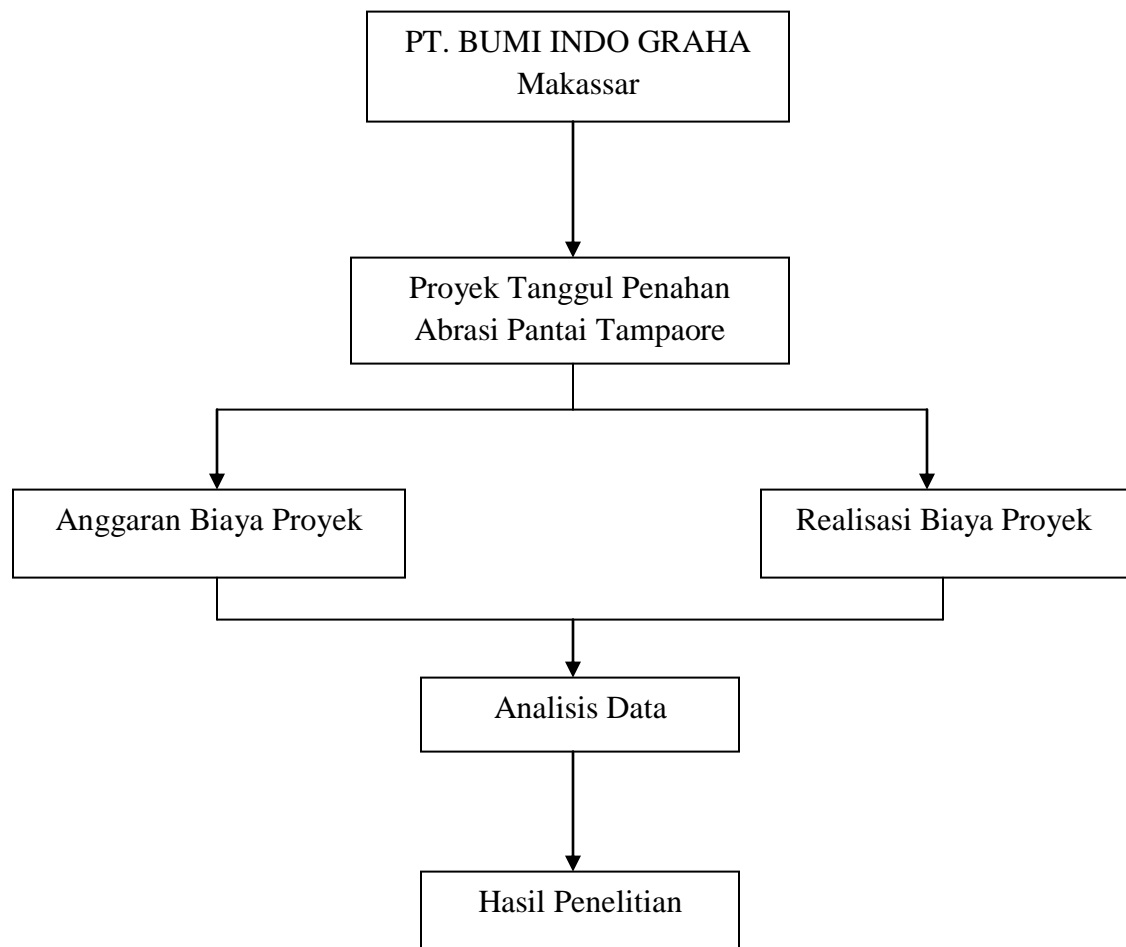 PT. BUMI INDO GRAHA
Makassar
Proyek Tanggul Penahan
Abrasi Pantai Tampaore
Anggaran Biaya Proyek
Realisasi Biaya Proyek
Analisis Data
Hasil Penelitian